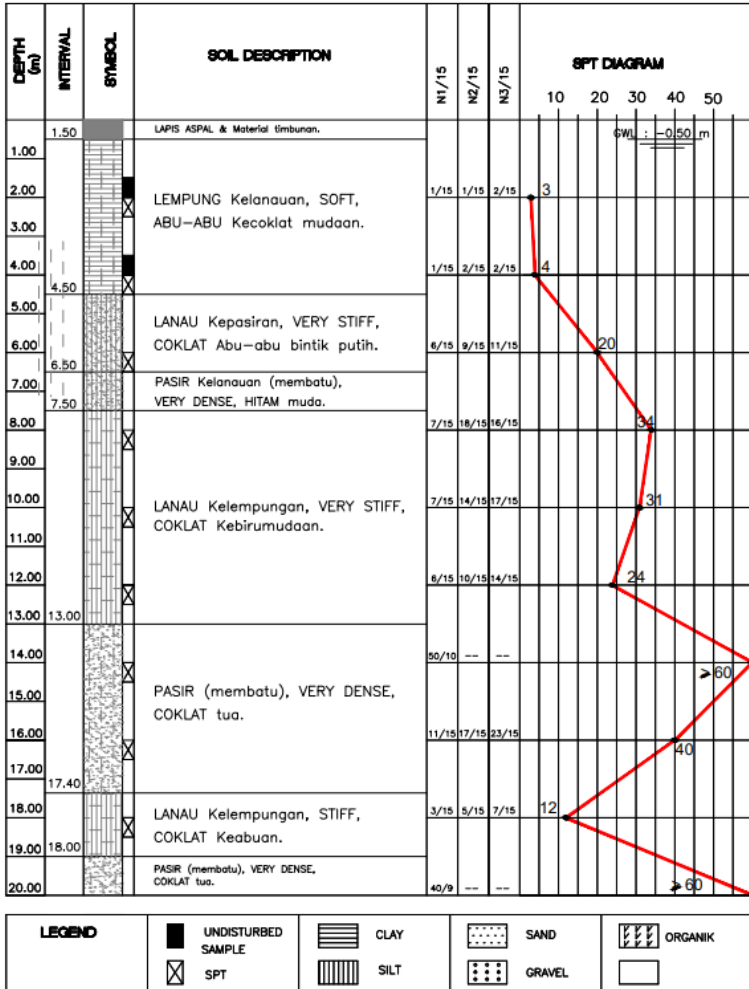 DEPTH (m)
INTERVAL
SYMBOL
SOIL DESCRIPTION
N1/15
N2/15
N3/15
SPT DIAGRAM
10 20 30 40 50
1.50
LAPIS ASPAL & Material timbunan.
GWL : -0.50 m
1.00
2.00
LEMPUNG Kelanauan, SOFT,
ABU-ABU Kecoklat mudaan.
1/15 1/15 2/15
3
3.00
4.00
1/15 2/15 2/15
4
4.50
5.00
LANAU Kepasiran, VERY STIFF,
COKLAT Abu-abu bintik putih.
6.00
6/15 9/15 11/15
20
6.50
7.00
PASIR Kelanauan (membatu),
VERY DENSE, HITAM muda.
7.50
8.00
7/15 18/15 16/15
34
9.00
10.00
LANAU Kelempungan, VERY STIFF,
COKLAT Kebirumudaan.
7/15 14/15 17/15
31
11.00
12.00
6/15 10/15 14/15
24
13.00
13.00
14.00
50/10 -- --
⩾60
15.00
PASIR (membatu), VERY DENSE,
COKLAT tua.
16.00
11/15 17/15 23/15
40
17.00
17.40
18.00
LANAU Kelempungan, STIFF,
COKLAT Keabuan.
3/15 5/15 7/15
12
19.00
18.00
PASIR (membatu), VERY DENSE,
COKLAT tua.
20.00
40/9 -- --
⩾60
LEGEND
UNDISTURBED
SAMPLE
SPT
CLAY
SILT
SAND
GRAVEL
ORGANIK